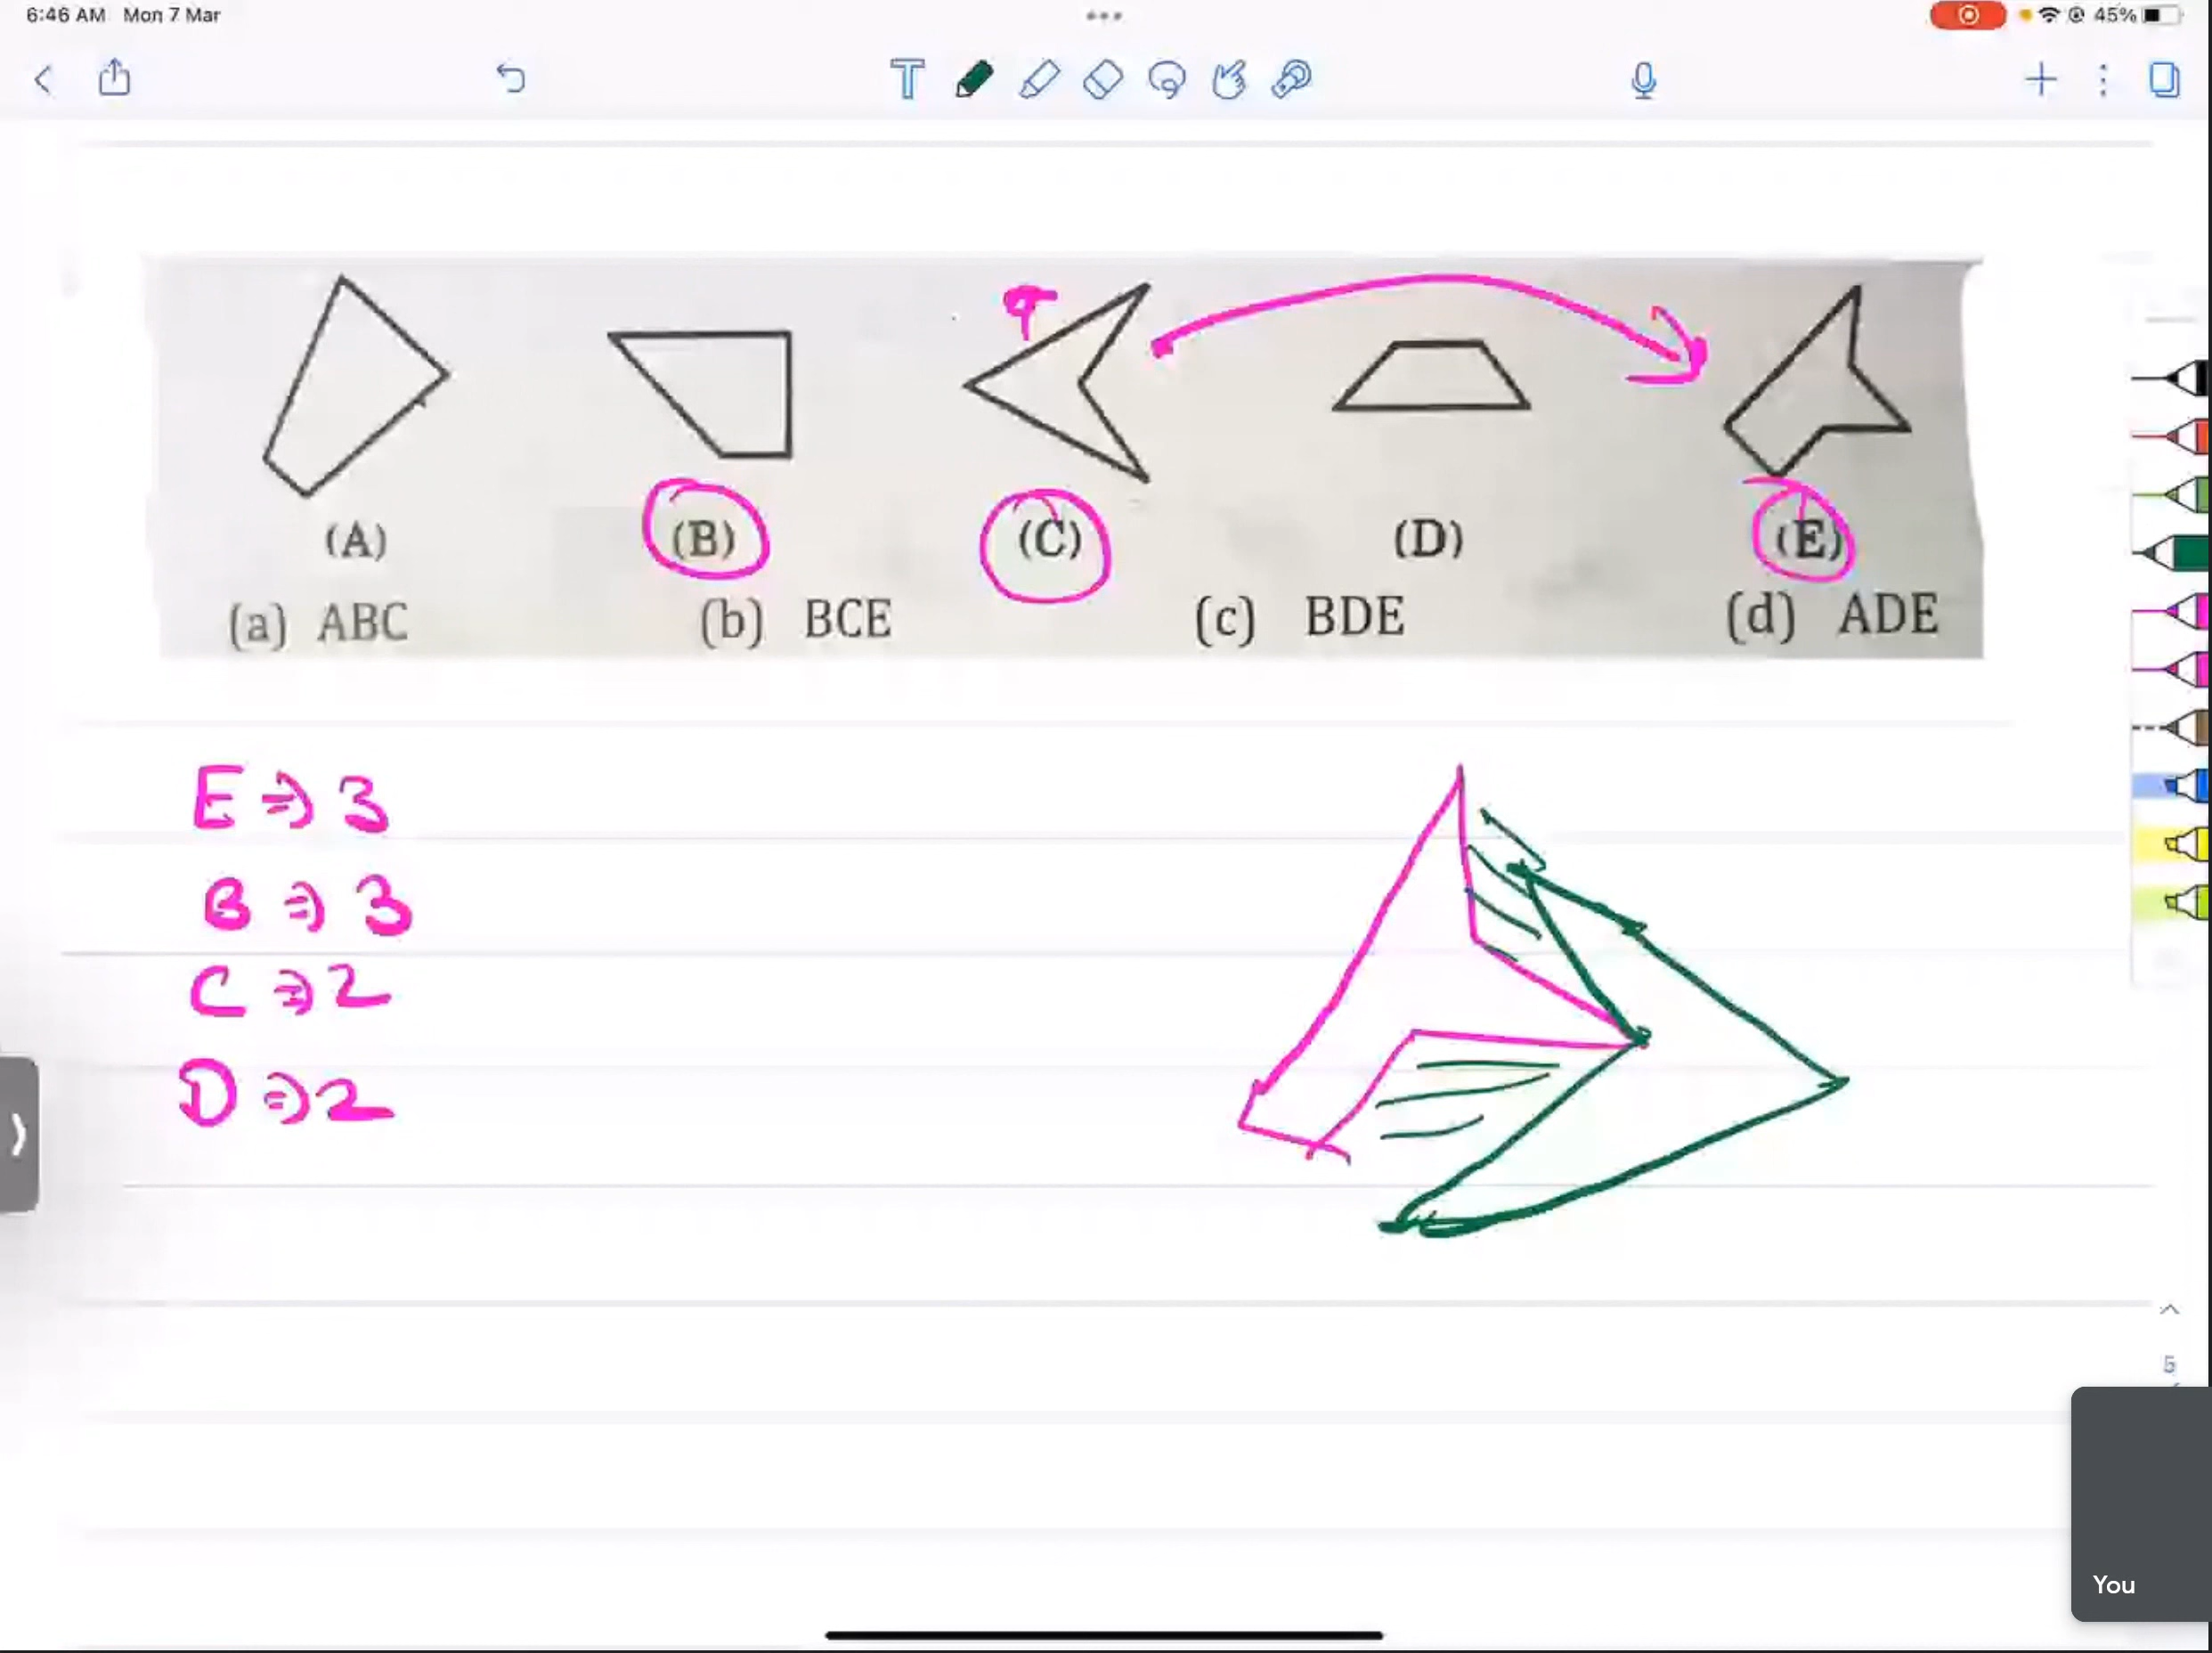 6:46 AM Mon 7 Mar
45%
T
(A) (B) (C) (D) (E)
(a) ABC (b) BCE (c) BDE (d) ADE
E ⇒ 3
B ⇒ 3
C ⇒ 2
D ⇒ 2
5
You